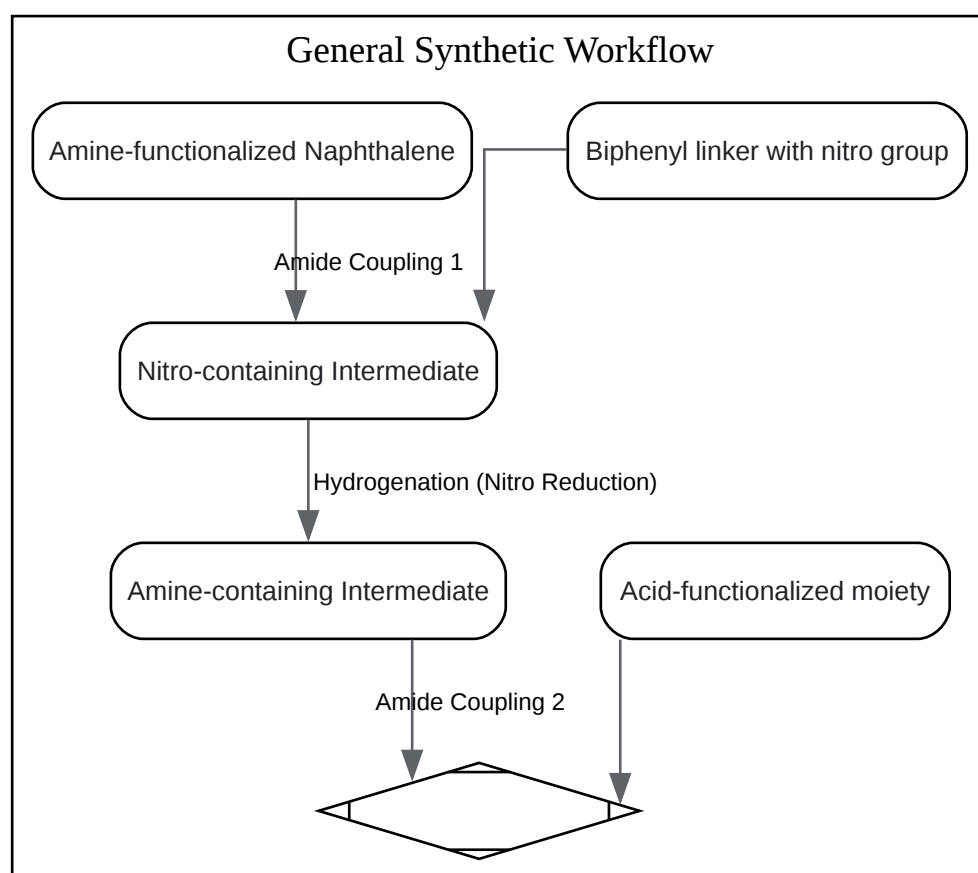 General Synthetic Workflow
Amine-functionalized Naphthalene
Biphenyl linker with nitro group
Amide Coupling 1
Nitro-containing Intermediate
Hydrogenation (Nitro Reduction)
Amine-containing Intermediate
Acid-functionalized moiety
Amide Coupling 2